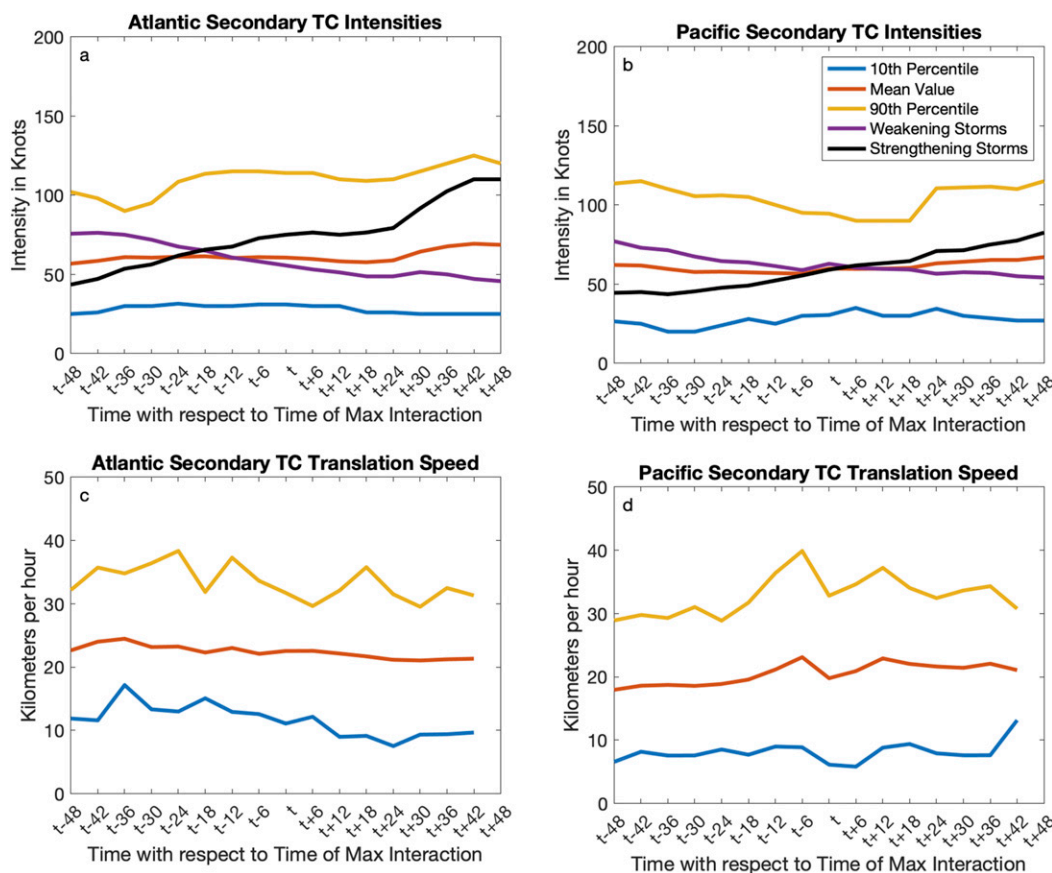 Atlantic Secondary TC Intensities
a
200
150
100
50
0
Intensity in Knots
t-48 t-42 t-36 t-30 t-24 t-18 t-12 t-6 t t+6 t+12 t+18 t+24 t+30 t+36 t+42 t+48
Time with respect to Time of Max Interaction
Pacific Secondary TC Intensities
b
10th Percentile
Mean Value
90th Percentile
Weakening Storms
Strengthening Storms
200
150
100
50
0
Intensity in Knots
t-48 t-42 t-36 t-30 t-24 t-18 t-12 t-6 t t+6 t+12 t+18 t+24 t+30 t+36 t+42 t+48
Time with respect to Time of Max Interaction
Atlantic Secondary TC Translation Speed
c
50
40
30
20
10
0
Kilometers per hour
t-48 t-42 t-36 t-30 t-24 t-18 t-12 t-6 t t+6 t+12 t+18 t+24 t+30 t+36 t+42 t+48
Time with respect to Time of Max Interaction
Pacific Secondary TC Translation Speed
d
50
40
30
20
10
0
Kilometers per hour
t-48 t-42 t-36 t-30 t-24 t-18 t-12 t-6 t t+6 t+12 t+18 t+24 t+30 t+36 t+42 t+48
Time with respect to Time of Max Interaction